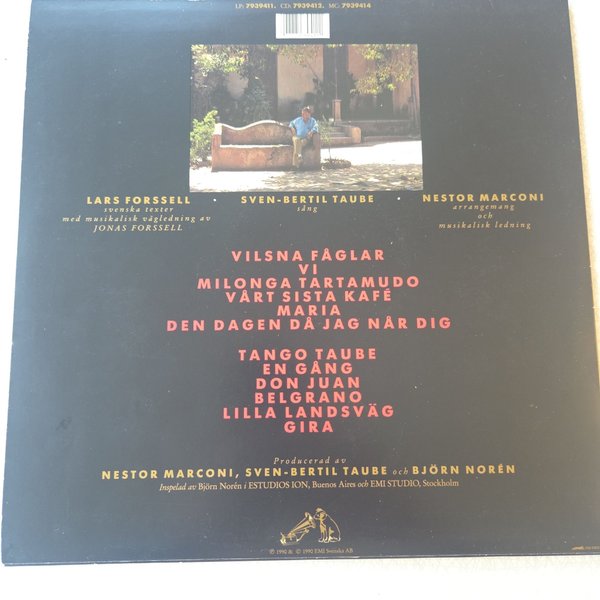 LP: 7939411. CD: 7939412. MC: 7939414
LARS FORSSELL • SVEN-BERTIL TAUBE • NESTOR MARCONI
svenska texter
med musikalisk vägledning av
JONAS FORSSELL
sång
arrangemang
och
musikalisk ledning
VILSNA FÅGLAR
VI
MILONGA TARTAMUDO
VÅRT SISTA KAFÉ
MARIA
DEN DAGEN DÅ JAG NÅR DIG
TANGO TAUBE
EN GÅNG
DON JUAN
BELGRANO
LILLA LANDSVÄG
GIRA
Producerad av
NESTOR MARCONI, SVEN-BERTIL TAUBE och BJÖRN NORÉN
Inspelad av Björn Norén i ESTUDIOS ION, Buenos Aires och EMI STUDIO, Stockholm
℗ 1990 & © 1990 EMI Svenska AB